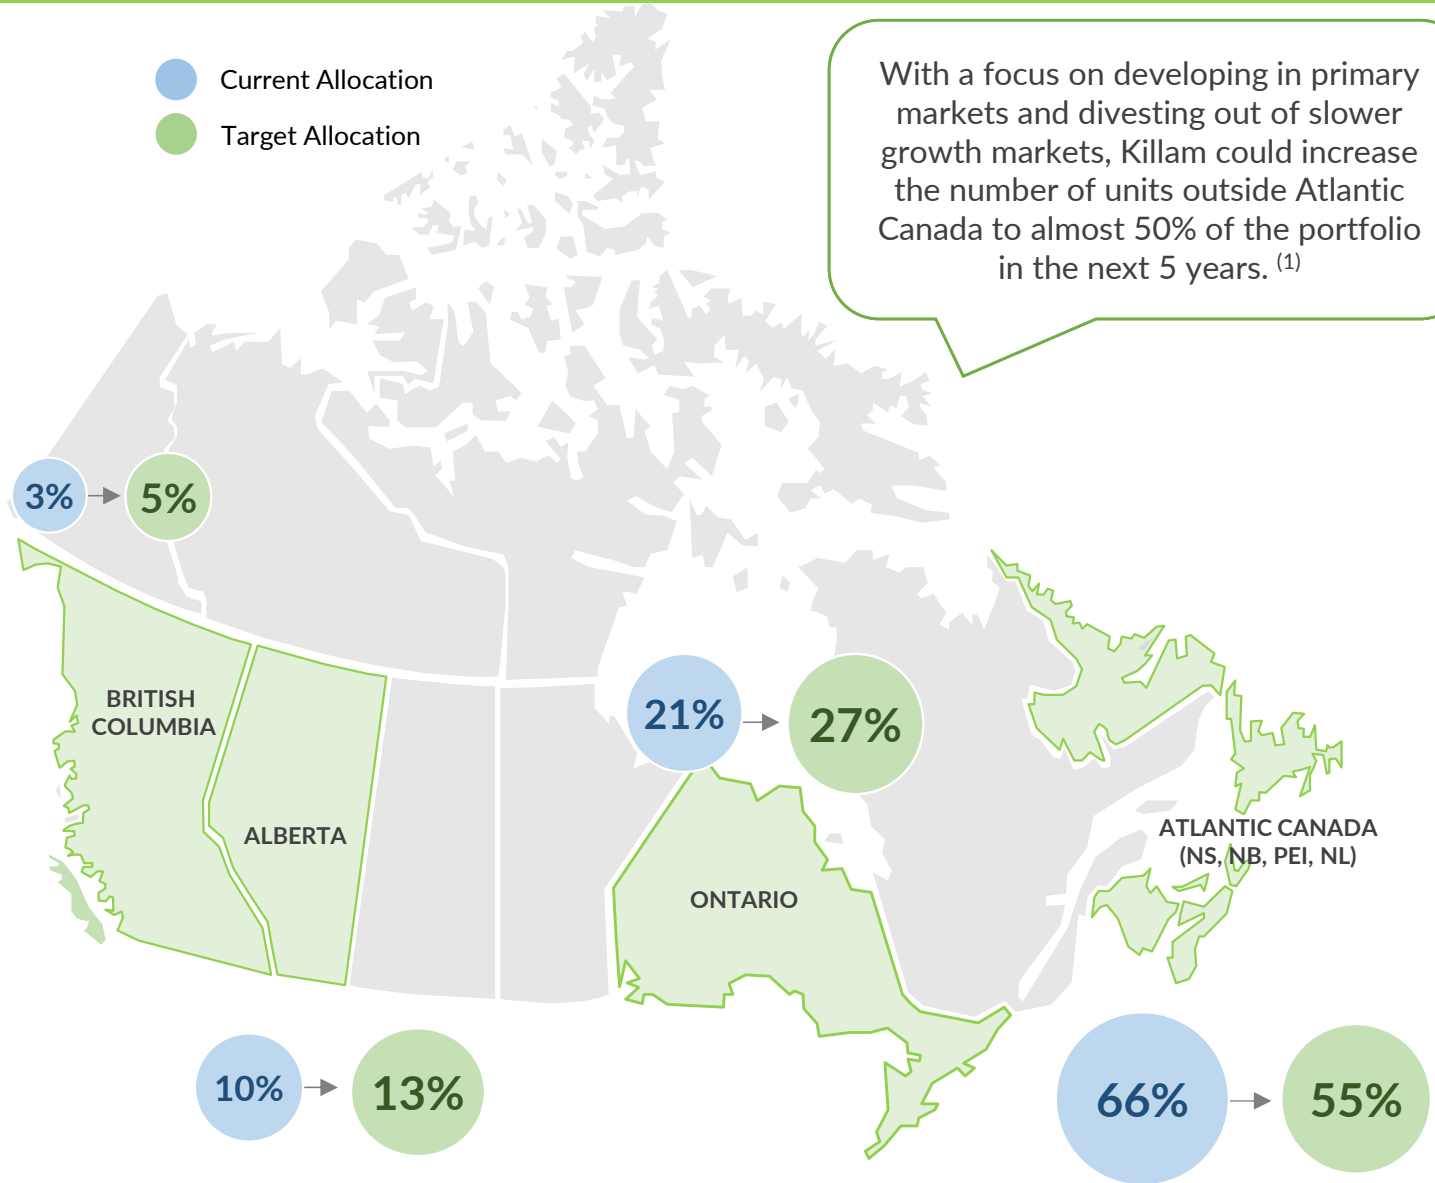 Current Allocation
Target Allocation
With a focus on developing in primary
markets and divesting out of slower
growth markets, Killam could increase
the number of units outside Atlantic
Canada to almost 50% of the portfolio
in the next 5 years. (1)
3%
5%
BRITISH
COLUMBIA
ALBERTA
21%
27%
ONTARIO
ATLANTIC CANADA
(NS, NB, PEI, NL)
10%
13%
66%
55%